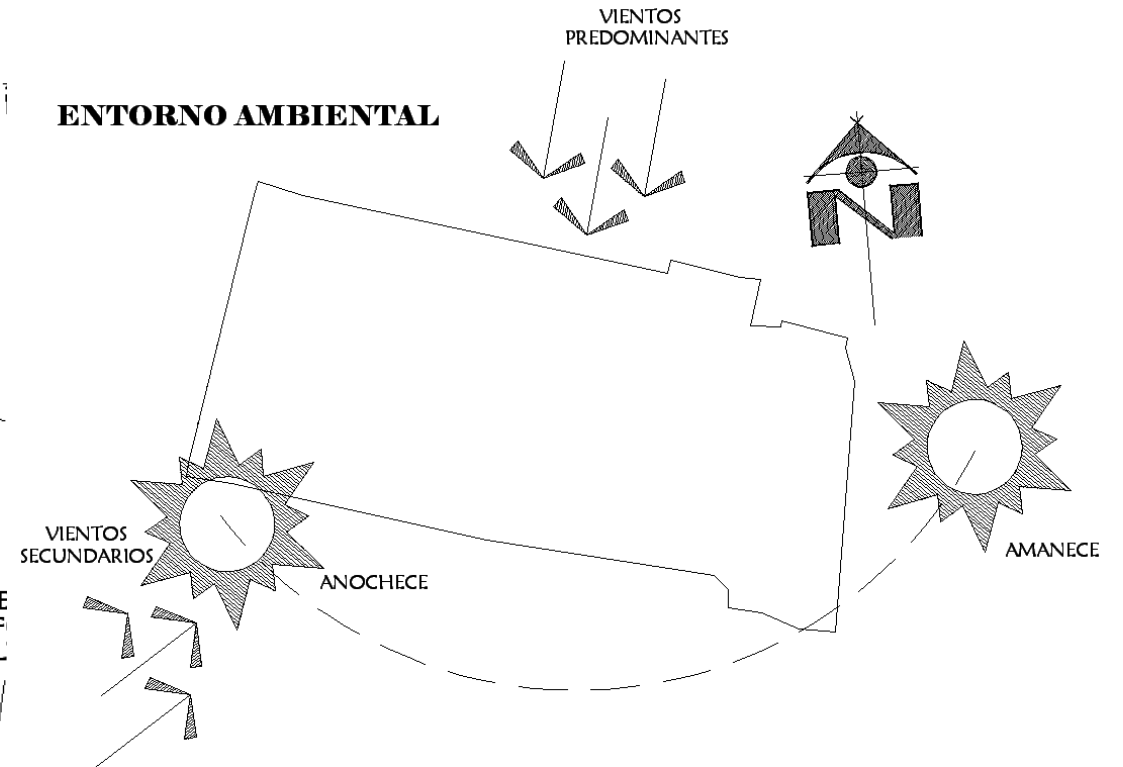 VIENTOS
PREDOMINANTES
ENTORNO AMBIENTAL
N
VIENTOS
SECUNDARIOS
ANOCHECE
AMANECE